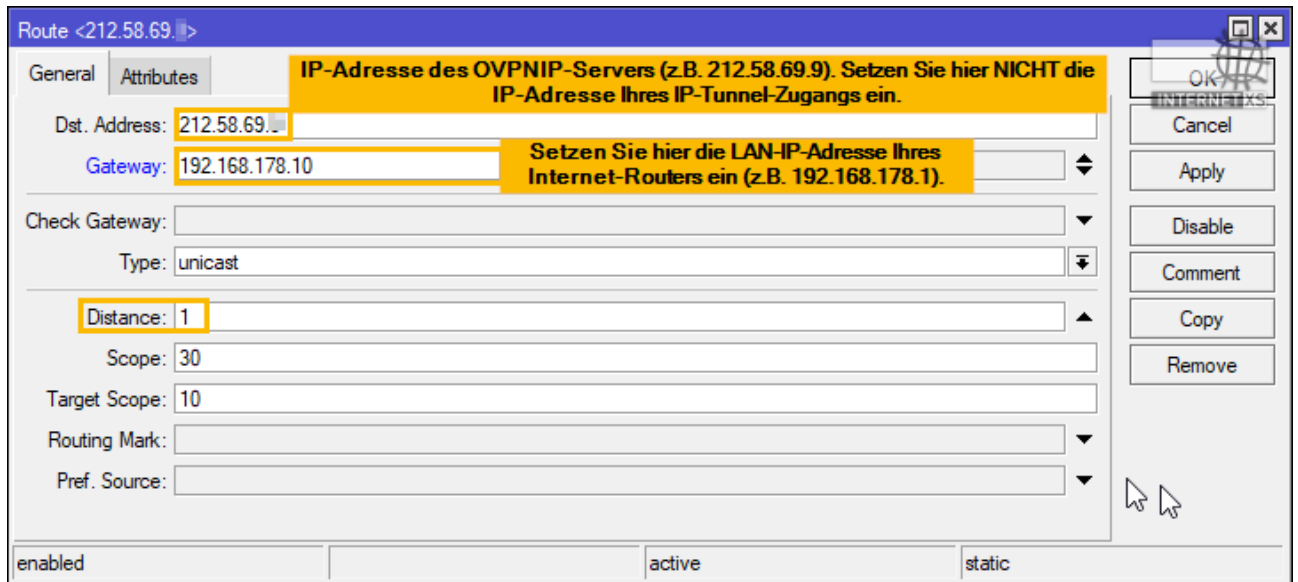 Route <212.58.69.>
General
Attributes
IP-Adresse des OVPNIP-Servers (z.B. 212.58.69.9). Setzen Sie hier NICHT die
IP-Adresse Ihres IP-Tunnel-Zugangs ein.
OK
INTERNET XS
Dst. Address: 212.58.69.
Cancel
Gateway: 192.168.178.10
Setzen Sie hier die LAN-IP-Adresse Ihres
Internet-Routers ein (z.B. 192.168.178.1).
Apply
Check Gateway:
Disable
Type: unicast
Comment
Distance: 1
Copy
Scope: 30
Remove
Target Scope: 10
Routing Mark:
Pref. Source:
enabled
active
static